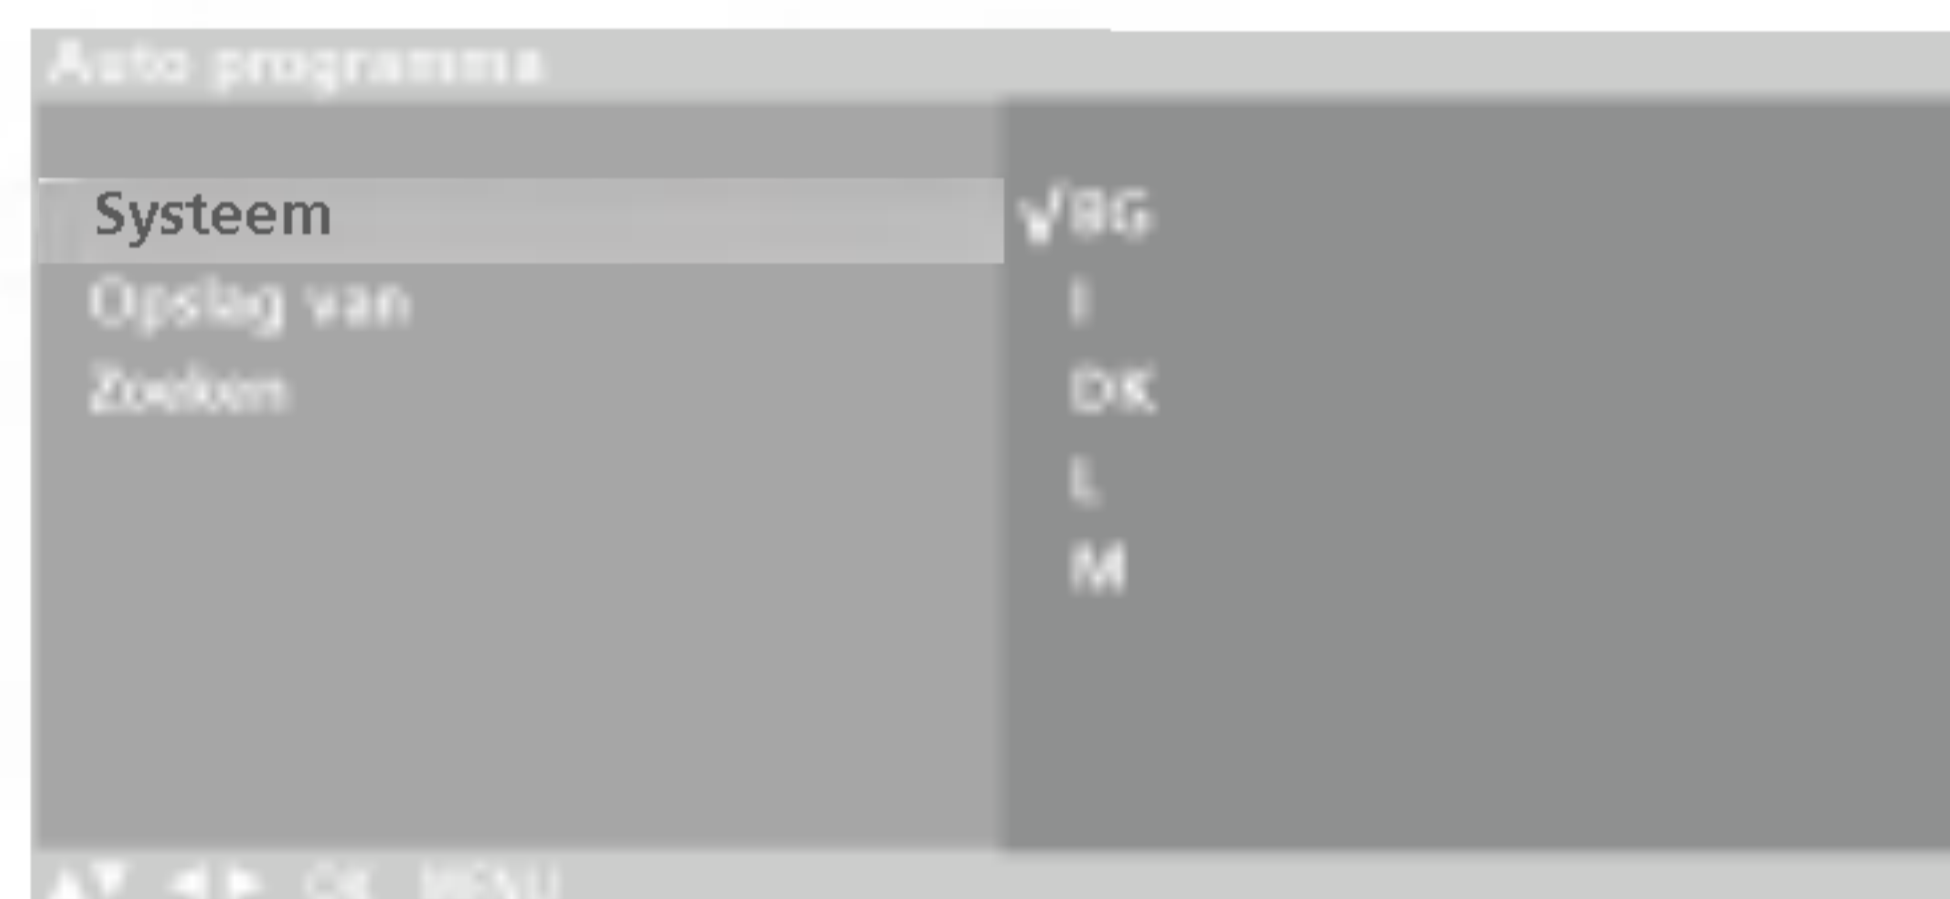 Auto programma
Systeem √BG
Opslag van I
Zoeken DK
L
M
▲▼ ◀▶ OK MENU